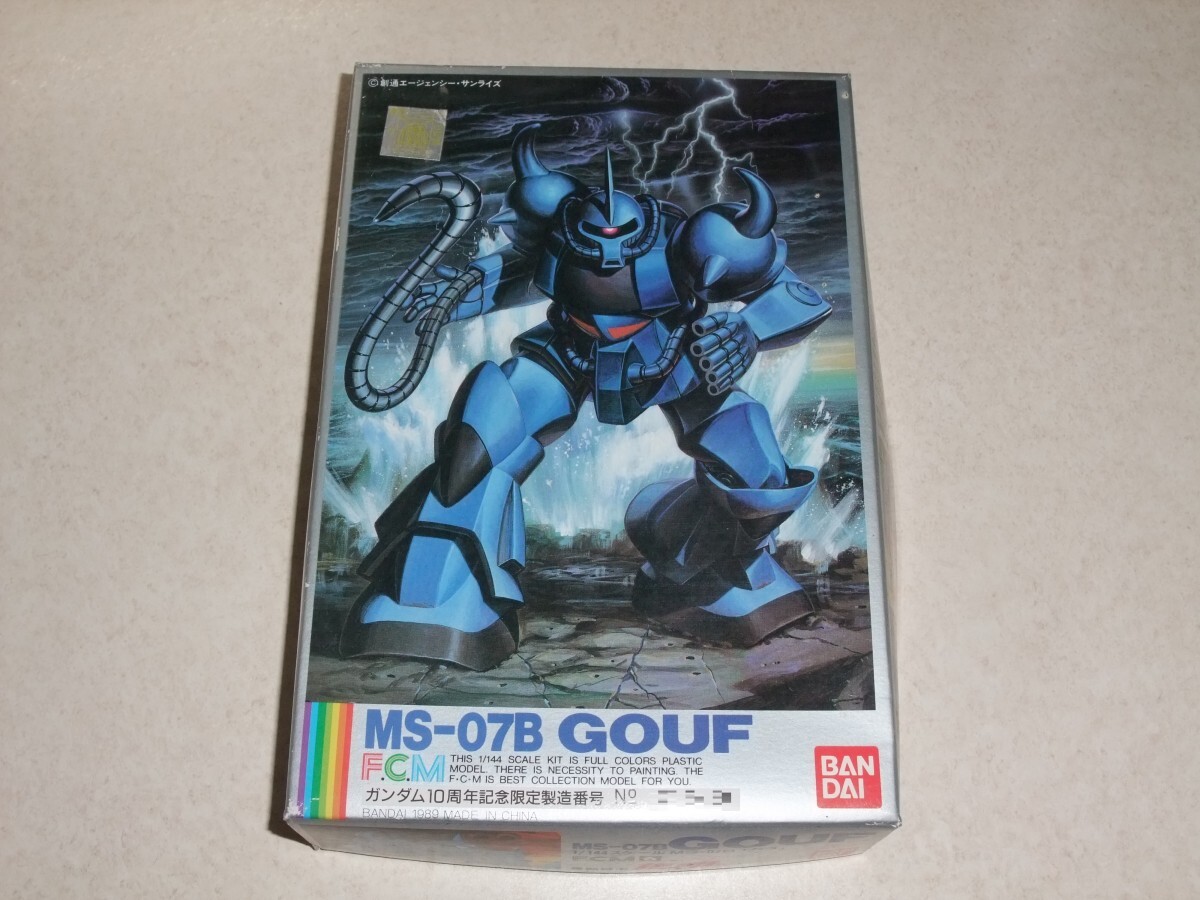 ©創通エージェンシー・サンライズ
MS-07B GOUF
F.C.M
THIS 1/144 SCALE KIT IS FULL COLORS PLASTIC
MODEL. THERE IS NECESSITY TO PAINTING. THE
F·C·M IS BEST COLLECTION MODEL FOR YOU.
ガンダム10周年記念限定製造番号 No
BANDAI 1989 MADE IN CHINA
BAN
DAI
MS-07B GOUF